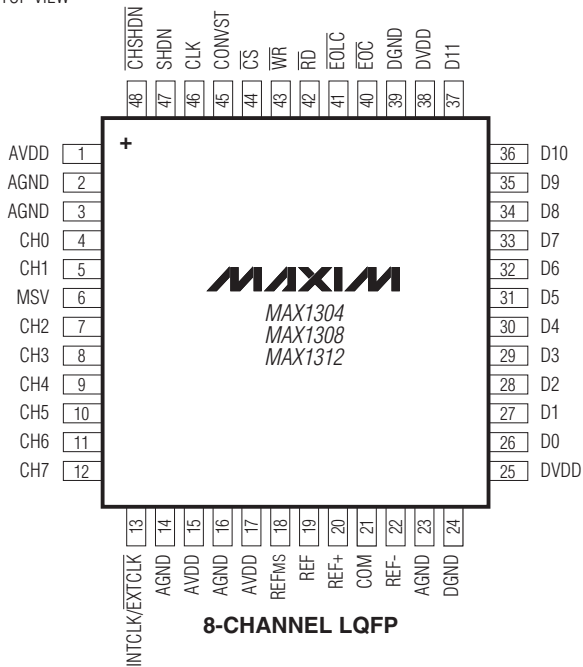 TOP VIEW
CHSHDN
SHDN
CLK
CONVST
CS
WR
RD
EOLC
EOC
DGND
DVDD
D11
48
47
46
45
44
43
42
41
40
39
38
37
+
AVDD 1
AGND 2
AGND 3
CH0 4
CH1 5
MSV 6
CH2 7
CH3 8
CH4 9
CH5 10
CH6 11
CH7 12
MAXIM
MAX1304
MAX1308
MAX1312
36 D10
35 D9
34 D8
33 D7
32 D6
31 D5
30 D4
29 D3
28 D2
27 D1
26 D0
25 DVDD
13
14
15
16
17
18
19
20
21
22
23
24
INTCLK/EXTCLK
AGND
AVDD
AGND
AVDD
REFMS
REF
REF+
COM
REF-
AGND
DGND
8-CHANNEL LQFP